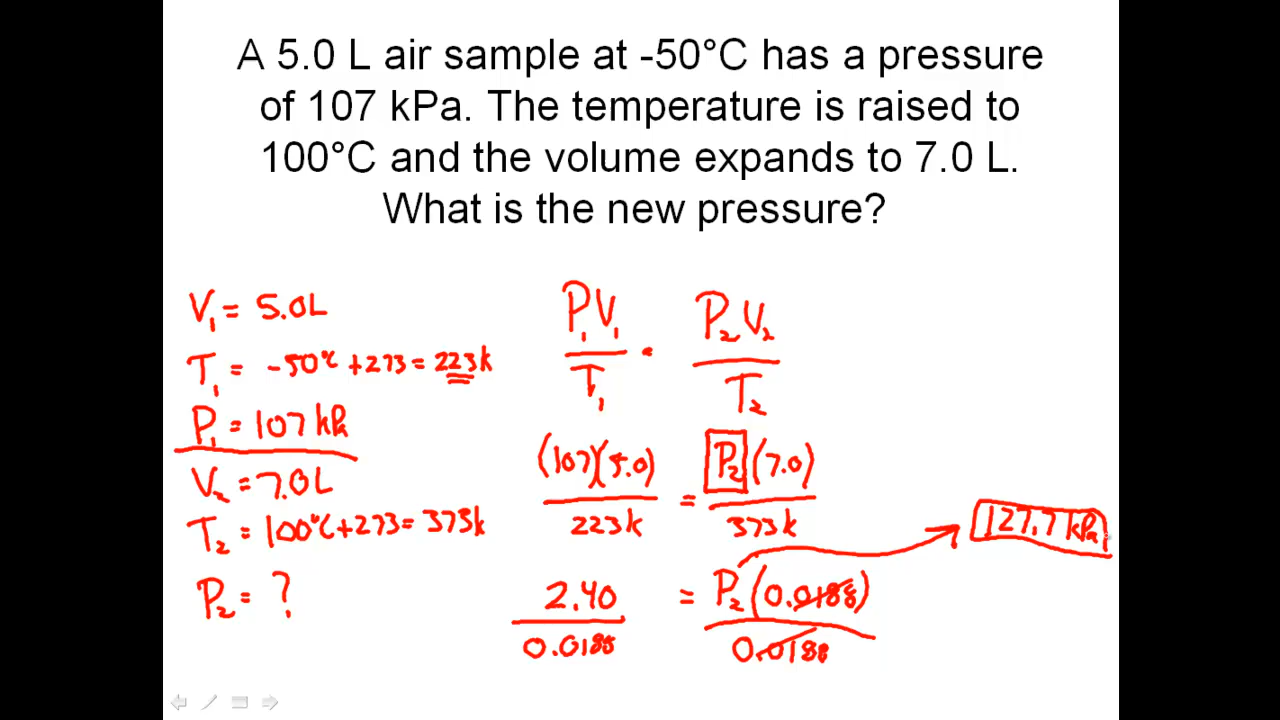 A 5.0 L air sample at -50°C has a pressure
of 107 kPa. The temperature is raised to
100°C and the volume expands to 7.0 L.
What is the new pressure?
V₁ = 5.0L
T₁ = -50°C +273 = 223k
P₁ = 107 kPa
V₂ = 7.0L
T₂ = 100°C+273 = 373k
P₂ = ?
P₁V₁ = P₂V₂
T₁ T₂
(107)(5.0) = P₂(7.0)
223k 373k
2.40 = P₂(0.0188)
0.0188 0.0188
127.7 kPa